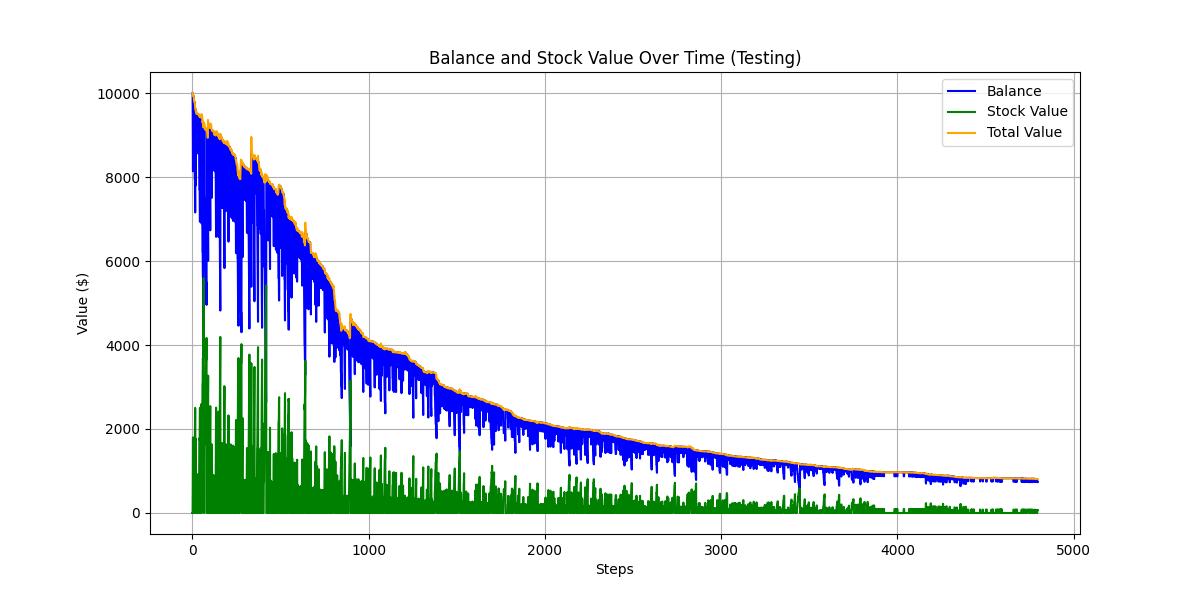 Balance and Stock Value Over Time (Testing)
Balance
Stock Value
Total Value
Value ($)
10000
8000
6000
4000
2000
0
0 1000 2000 3000 4000 5000
Steps